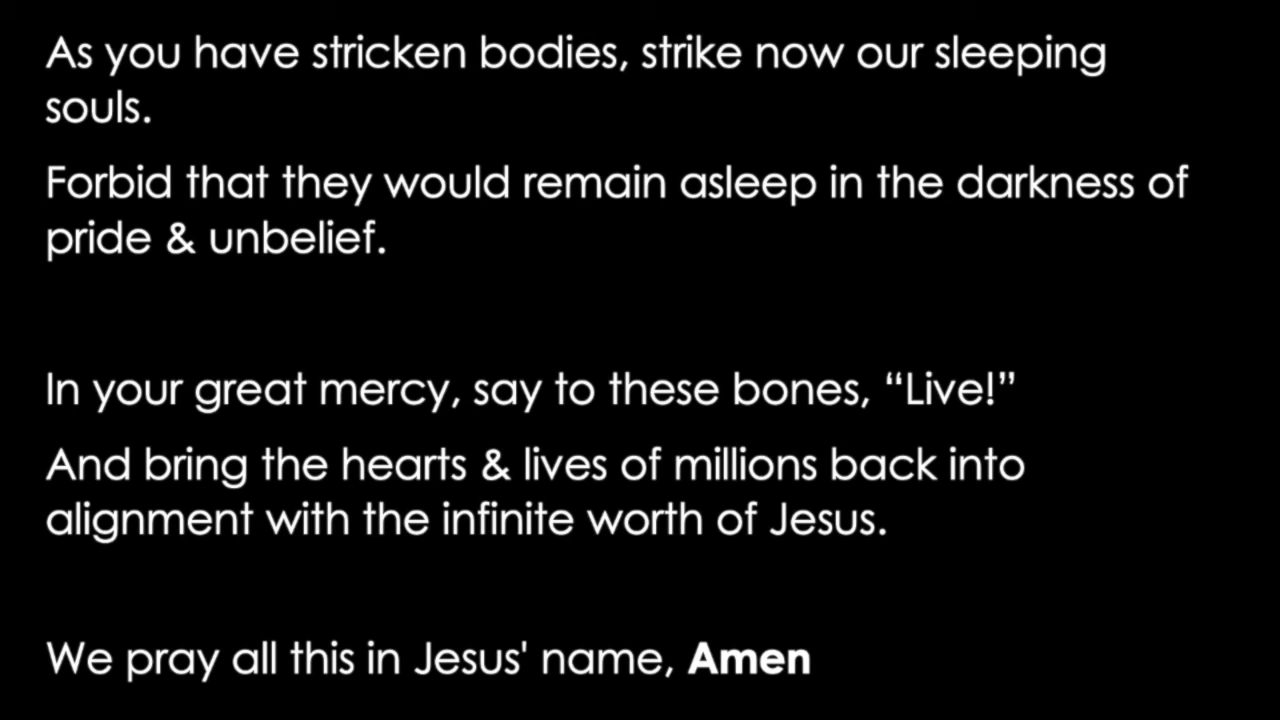 As you have stricken bodies, strike now our sleeping
souls.
Forbid that they would remain asleep in the darkness of
pride & unbelief.
In your great mercy, say to these bones, “Live!”
And bring the hearts & lives of millions back into
alignment with the infinite worth of Jesus.
We pray all this in Jesus' name, Amen